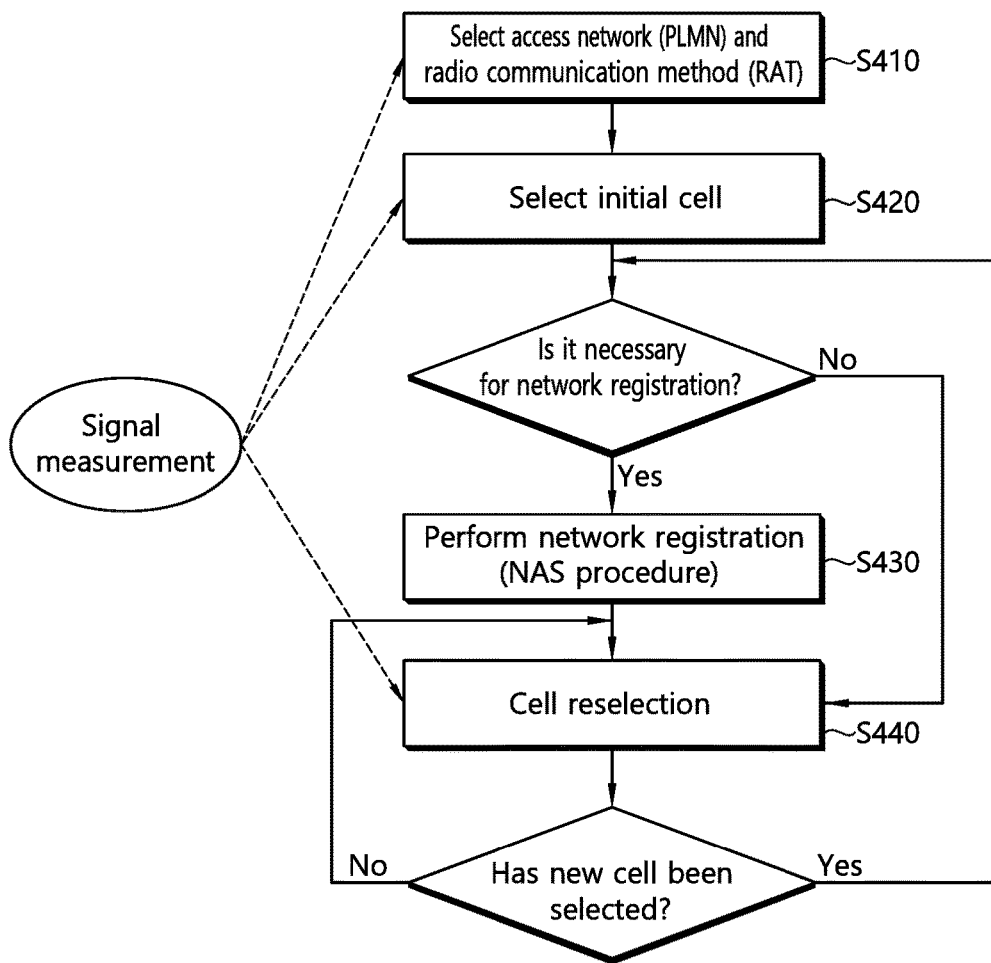 Select access network (PLMN) and
radio communication method (RAT)
S410
Select initial cell
S420
Is it necessary
for network registration?
No
Yes
Signal
measurement
Perform network registration
(NAS procedure)
S430
Cell reselection
S440
No
Has new cell been
selected?
Yes